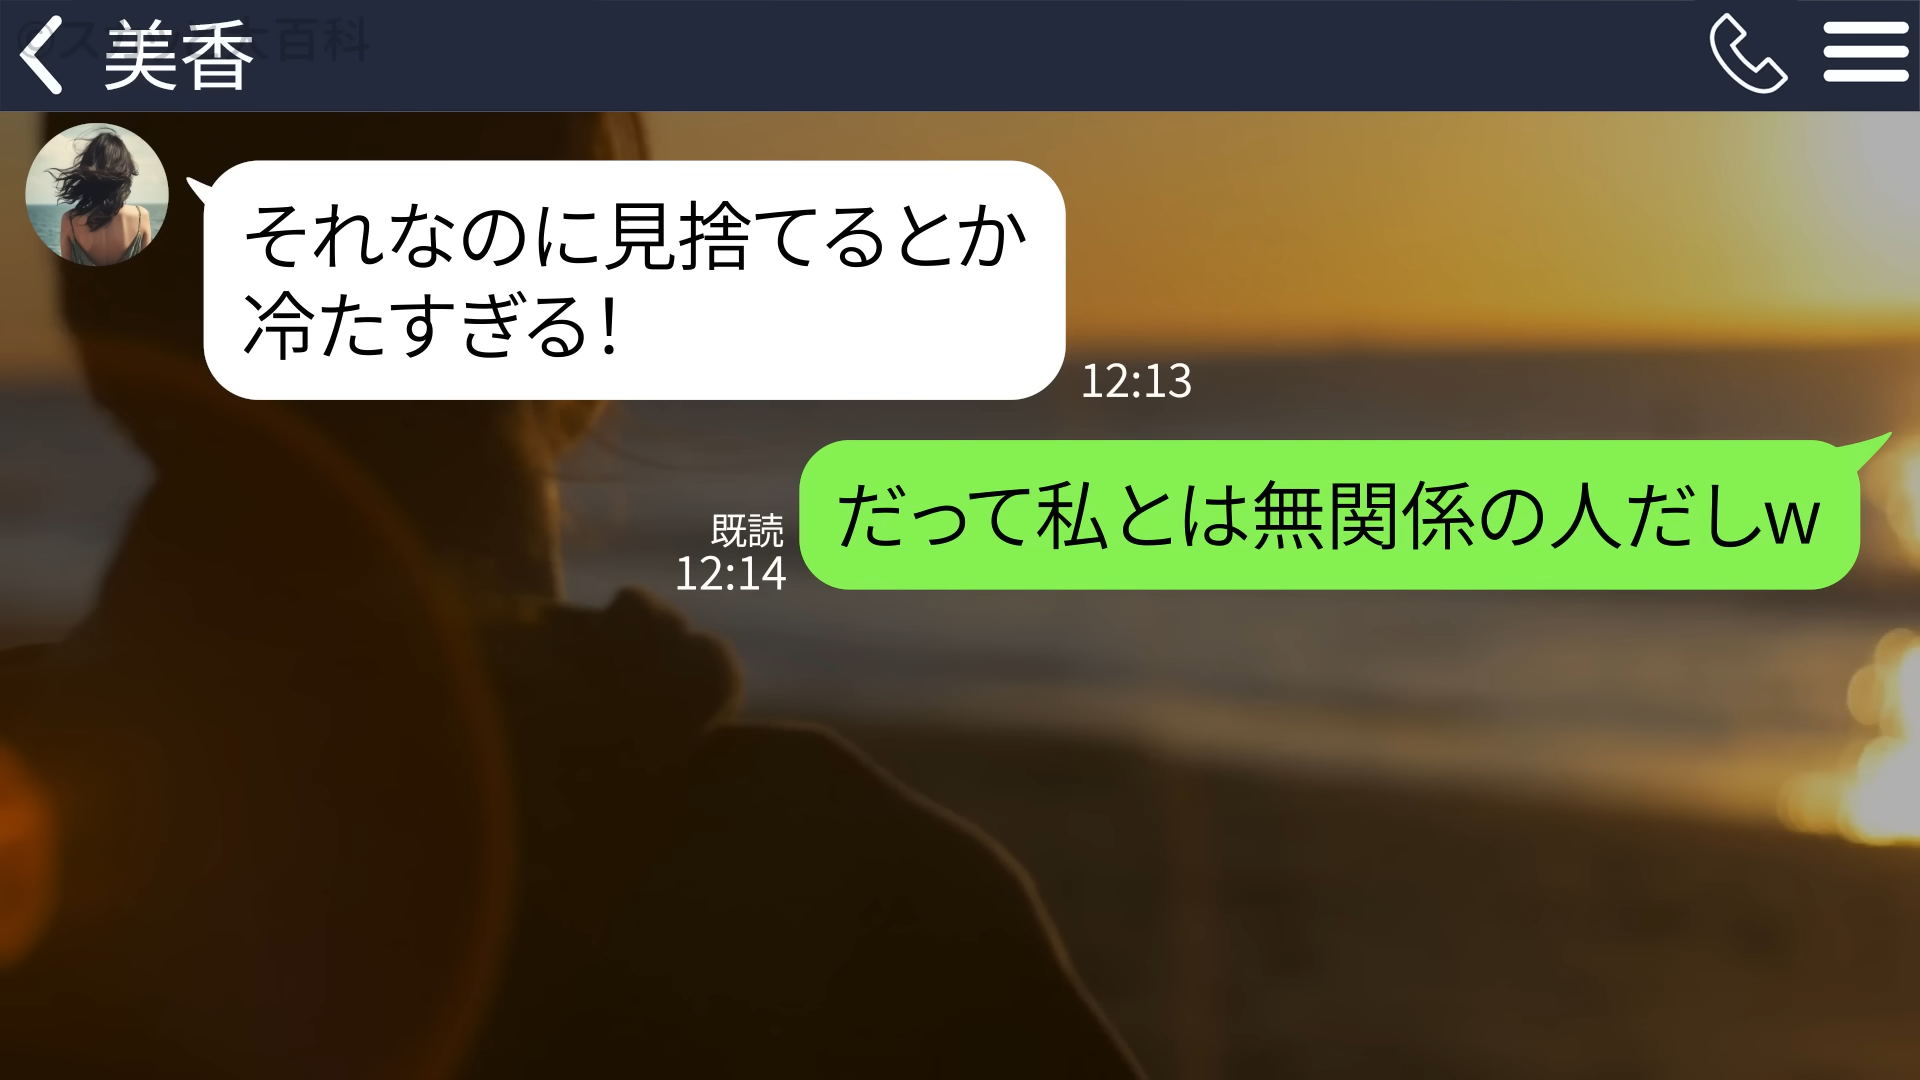 美香
それなのに見捨てるとか
冷たすぎる!
12:13
だって私とは無関係の人だしw
既読
12:14